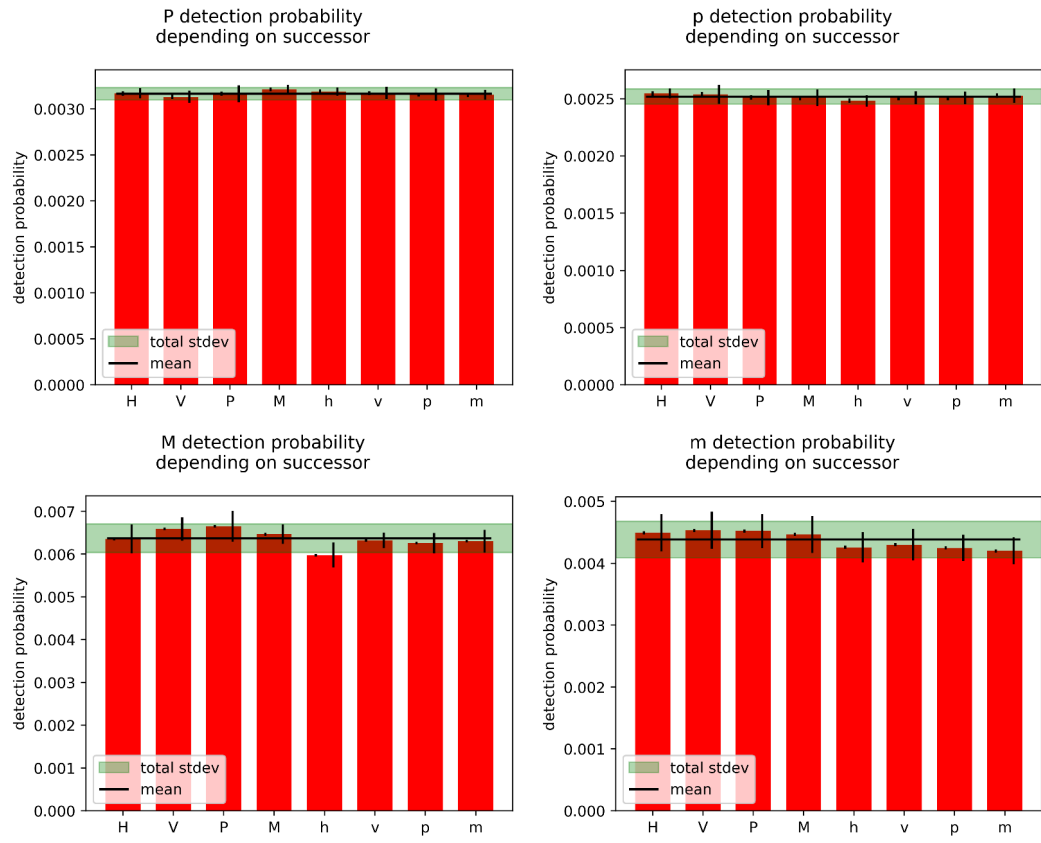 P detection probability
depending on successor
detection probability
0.0030
0.0025
0.0020
0.0015
0.0010
0.0005
0.0000
total stdev
mean
H V P M h v p m
p detection probability
depending on successor
detection probability
0.0025
0.0020
0.0015
0.0010
0.0005
0.0000
total stdev
mean
H V P M h v p m
M detection probability
depending on successor
detection probability
0.007
0.006
0.005
0.004
0.003
0.002
0.001
0.000
total stdev
mean
H V P M h v p m
m detection probability
depending on successor
detection probability
0.005
0.004
0.003
0.002
0.001
0.000
total stdev
mean
H V P M h v p m